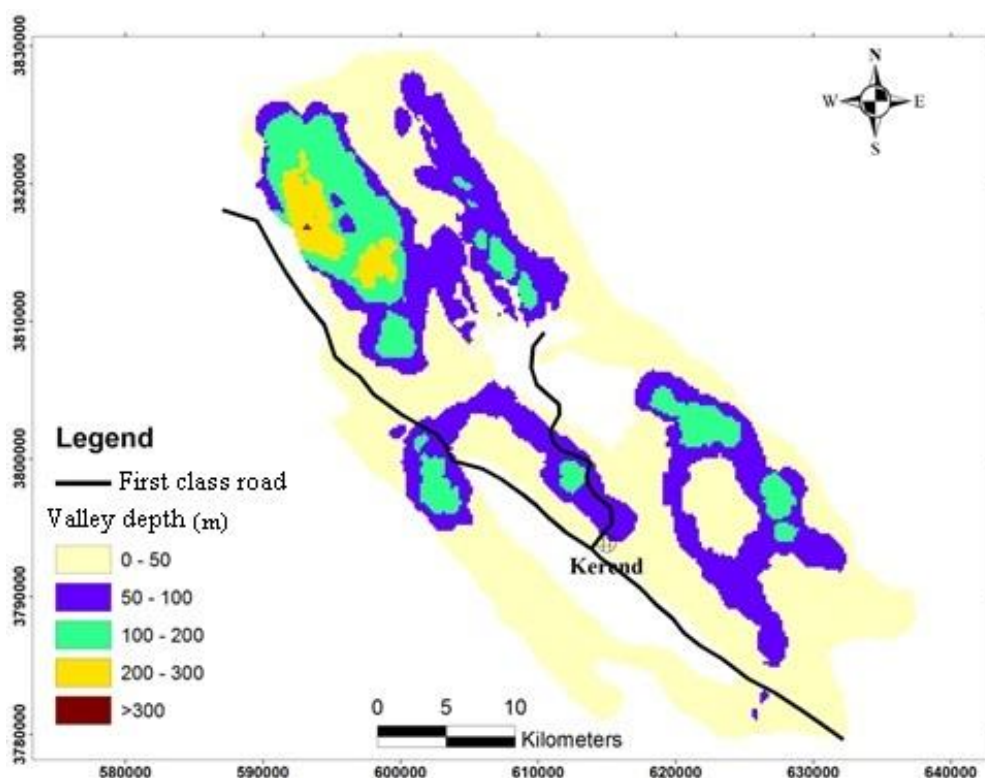 N
W E
S
3830000
3820000
3810000
3800000
3790000
3780000
Kerend
Legend
First class road
Valley depth (m)
0 - 50
50 - 100
100 - 200
200 - 300
>300
0 5 10
Kilometers
580000 590000 600000 610000 620000 630000 640000